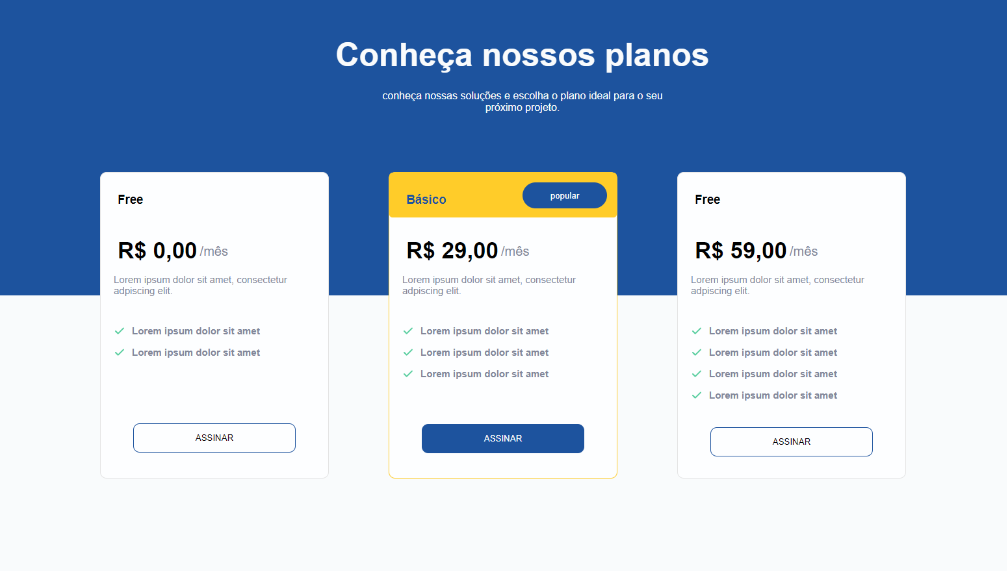 Conheça nossos planos
conheça nossas soluções e escolha o plano ideal para o seu
próximo projeto.
Free
R$ 0,00 /mês
Lorem ipsum dolor sit amet, consectetur
adpiscing elit.
Lorem ipsum dolor sit amet
Lorem ipsum dolor sit amet
ASSINAR
Básico
popular
R$ 29,00 /mês
Lorem ipsum dolor sit amet, consectetur
adpiscing elit.
Lorem ipsum dolor sit amet
Lorem ipsum dolor sit amet
Lorem ipsum dolor sit amet
ASSINAR
Free
R$ 59,00 /mês
Lorem ipsum dolor sit amet, consectetur
adpiscing elit.
Lorem ipsum dolor sit amet
Lorem ipsum dolor sit amet
Lorem ipsum dolor sit amet
Lorem ipsum dolor sit amet
ASSINAR